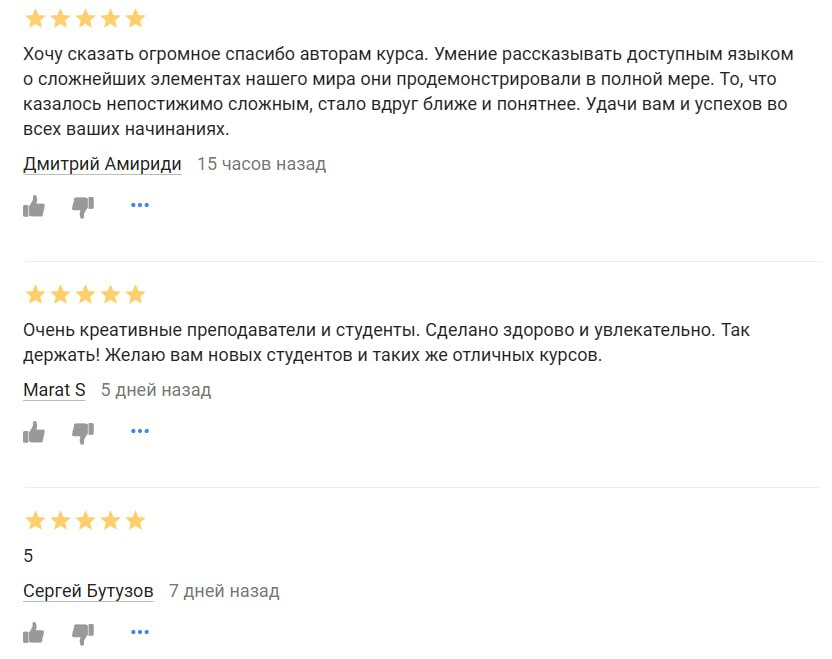 Хочу сказать огромное спасибо авторам курса. Умение рассказывать доступным языком
о сложнейших элементах нашего мира они продемонстрировали в полной мере. То, что
казалось непостижимо сложным, стало вдруг ближе и понятнее. Удачи вам и успехов во
всех ваших начинаниях.
Дмитрий Амириди 15 часов назад
Очень креативные преподаватели и студенты. Сделано здорово и увлекательно. Так
держать! Желаю вам новых студентов и таких же отличных курсов.
Marat S 5 дней назад
5
Сергей Бутузов 7 дней назад